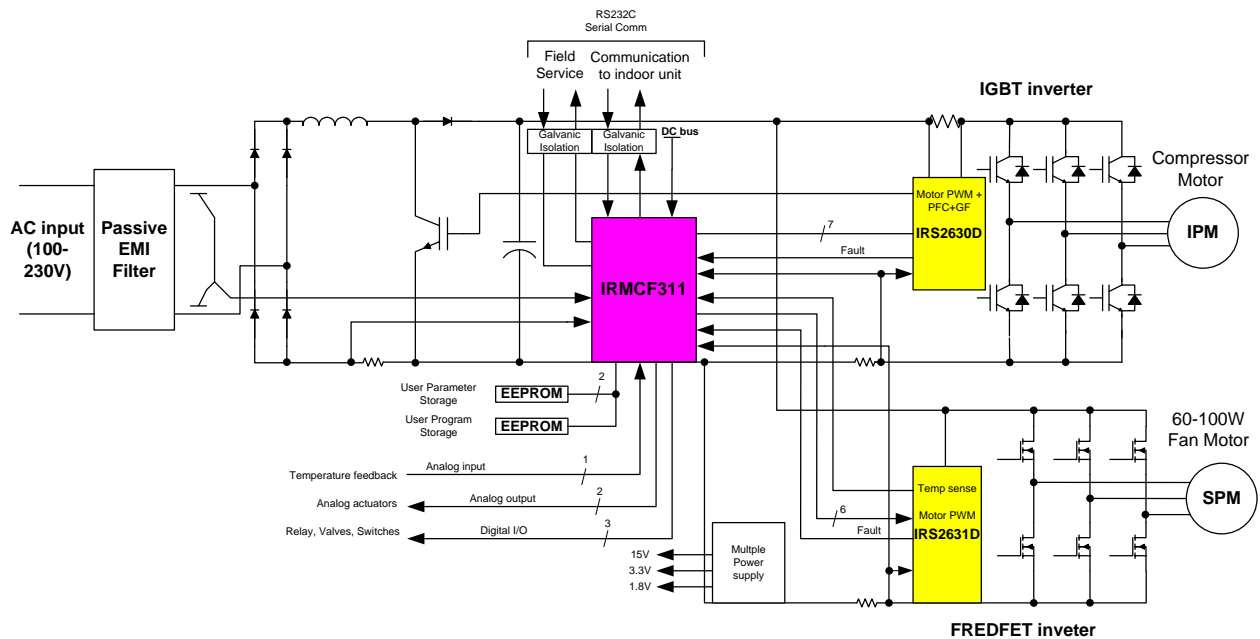 RS232C
Serial Comm
Field
Service
Communication
to indoor unit
IGBT inverter
Galvanic
Isolation
Galvanic
Isolation
DC bus
Compressor
Motor
AC input
(100-
230V)
Passive
EMI
Filter
Motor PWM +
PFC+GF
IRS2630D
7
Fault
IPM
IRMCF311
User Parameter
Storage
EEPROM
2
User Program
Storage
EEPROM
60-100W
Fan Motor
Temperature feedback
Analog input
1
Temp sense
SPM
Analog actuators
Analog output
2
6
Motor PWM
Relay, Valves, Switches
Digital I/O
3
Fault
IRS2631D
15V
3.3V
1.8V
Multple
Power
supply
FREDFET inveter